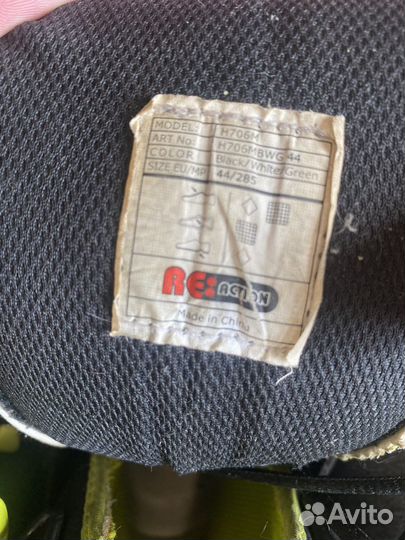 MODEL: H706M
ART No: H706MBWG 44
COLOR Black/White/Green
SIZE EU/MP 44/285
RE:ACTION
Made in China
Avito